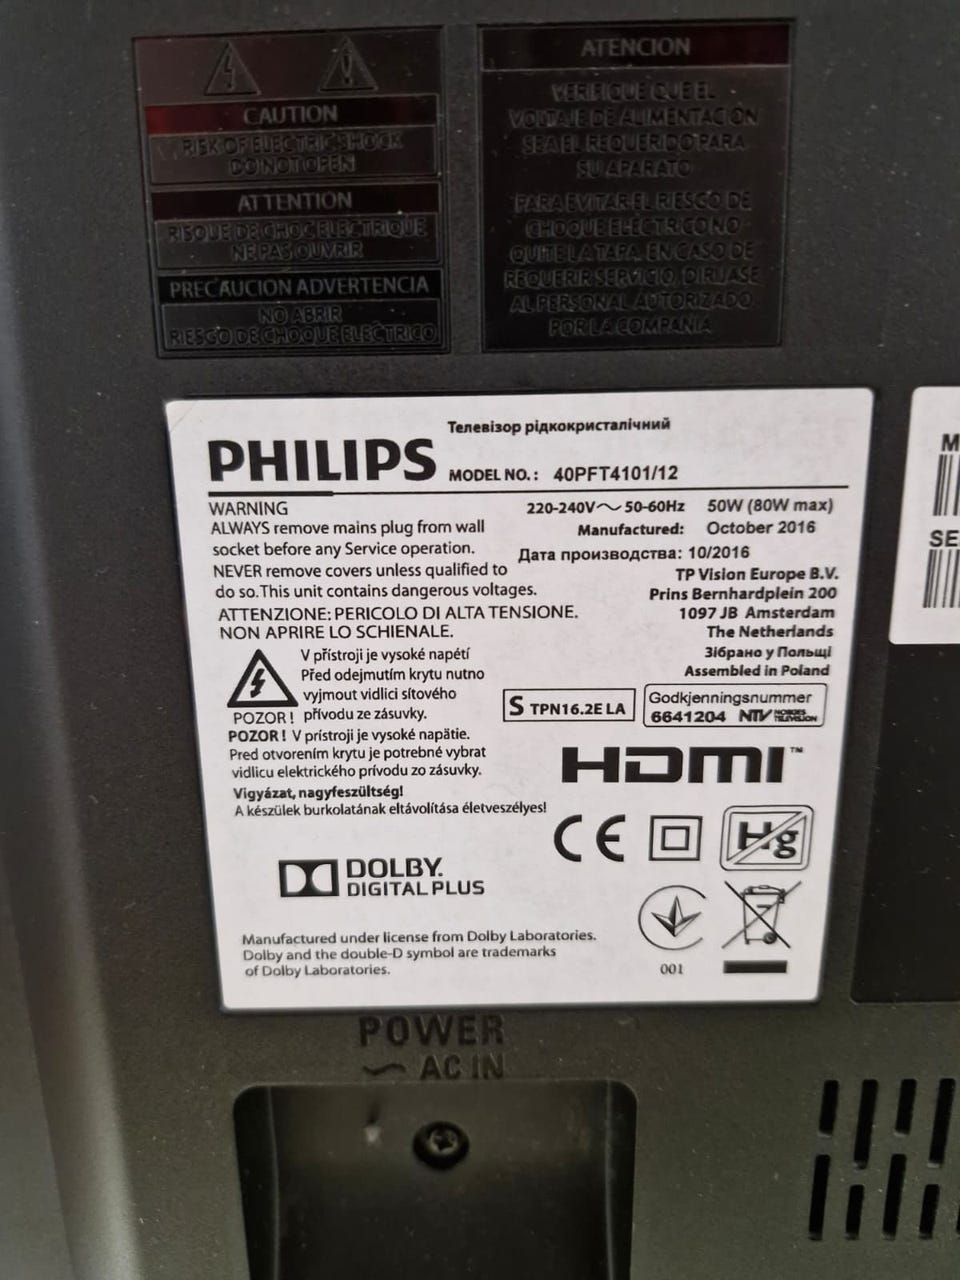 CAUTION
RISK OF ELECTRIC SHOCK
DO NOT OPEN
ATTENTION
RISQUE DE CHOC ELECTRIQUE
NE PAS OUVRIR
PRECAUCION ADVERTENCIA
NO ABRIR
RIESGO DE CHOQUE ELECTRICO
ATENCION
VERIFIQUE QUE EL
VOLTAJE DE ALIMENTACION
SEA EL REQUERIDO PARA
SU APARATO
PARA EVITAR EL RIESGO DE
CHOQUE ELECTRICO NO
QUITE LA TAPA. EN CASO DE
REQUERIR SERVICIO, DIRIJASE
AL PERSONAL AUTORIZADO
POR LA COMPANIA
Телевізор рідкокристалічний
PHILIPS MODEL NO.: 40PFT4101/12
220-240V~ 50-60Hz 50W (80W max)
Manufactured: October 2016
Дата производства: 10/2016
TP Vision Europe B.V.
Prins Bernhardplein 200
1097 JB Amsterdam
The Netherlands
Зібрано у Польщі
Assembled in Poland
WARNING
ALWAYS remove mains plug from wall
socket before any Service operation.
NEVER remove covers unless qualified to
do so. This unit contains dangerous voltages.
ATTENZIONE: PERICOLO DI ALTA TENSIONE.
NON APRIRE LO SCHIENALE.
V přístroji je vysoké napětí
Před odejmutím krytu nutno
vyjmout vidlici síťového
POZOR! přívodu ze zásuvky.
POZOR! V prístroji je vysoké napätie.
Pred otvorením krytu je potrebné vybrat
vidlicu elektrického prívodu zo zásuvky.
Vigyázat, nagyfeszültség!
A készülek burkolatának eltávolítása életveszélyes!
S TPN16.2E LA
Godkjenningsnummer
6641204 NTV NORGES
TELEVISION
HDMI™
CE
Hg
DOLBY.
DIGITAL PLUS
Manufactured under license from Dolby Laboratories.
Dolby and the double-D symbol are trademarks
of Dolby Laboratories.
001
M
SE
POWER
~ AC IN